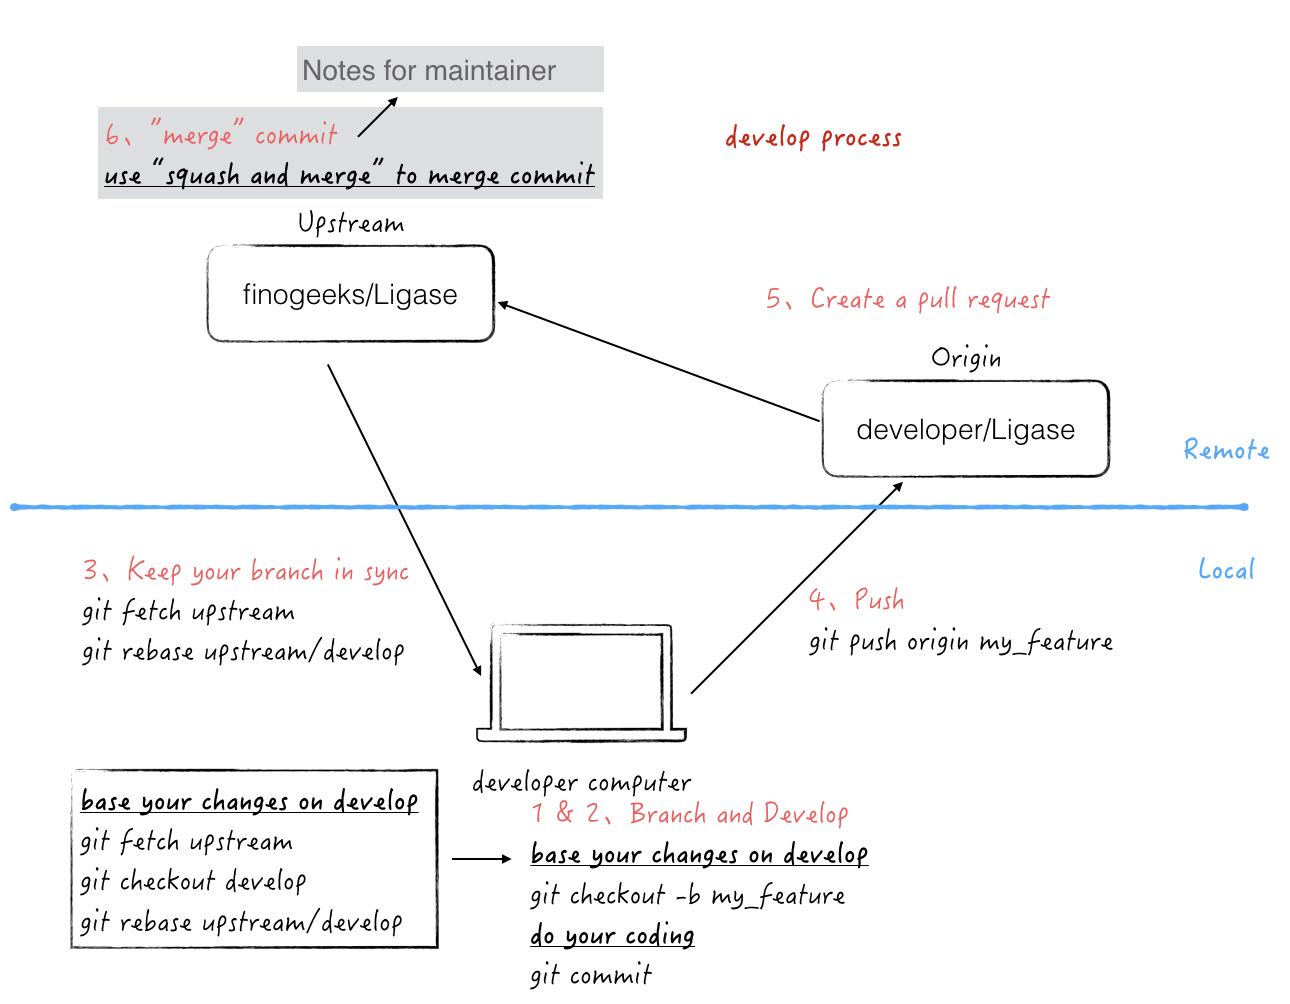 Notes for maintainer
6、"merge" commit
use "squash and merge" to merge commit
develop process
Upstream
finogeeks/Ligase
5、Create a pull request
Origin
developer/Ligase
Remote
Local
3、Keep your branch in sync
git fetch upstream
git rebase upstream/develop
4、Push
git push origin my_feature
developer computer
1 & 2、Branch and Develop
base your changes on develop
git checkout -b my_feature
do your coding
git commit
base your changes on develop
git fetch upstream
git checkout develop
git rebase upstream/develop